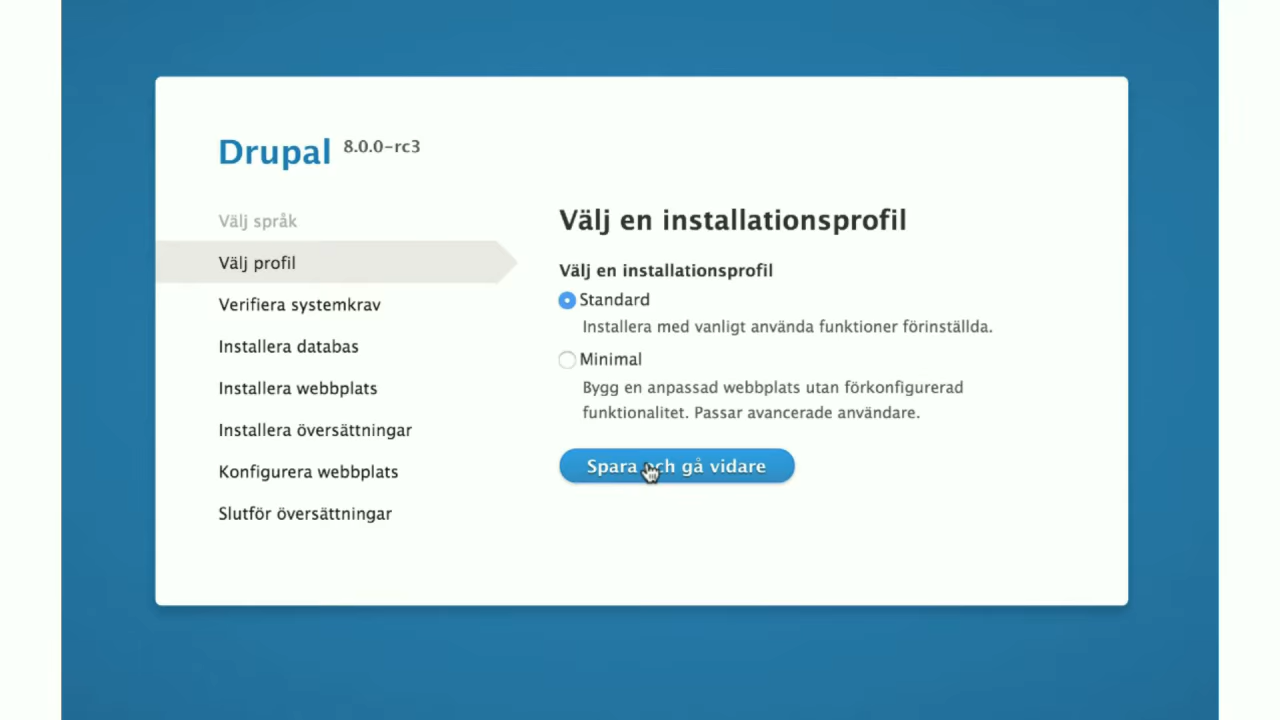 Drupal 8.0.0-rc3
Välj språk
Välj profil
Verifiera systemkrav
Installera databas
Installera webbplats
Installera översättningar
Konfigurera webbplats
Slutför översättningar
Välj en installationsprofil
Välj en installationsprofil
Standard
Installera med vanligt använda funktioner förinställda.
Minimal
Bygg en anpassad webbplats utan förkonfigurerad
funktionalitet. Passar avancerade användare.
Spara och gå vidare